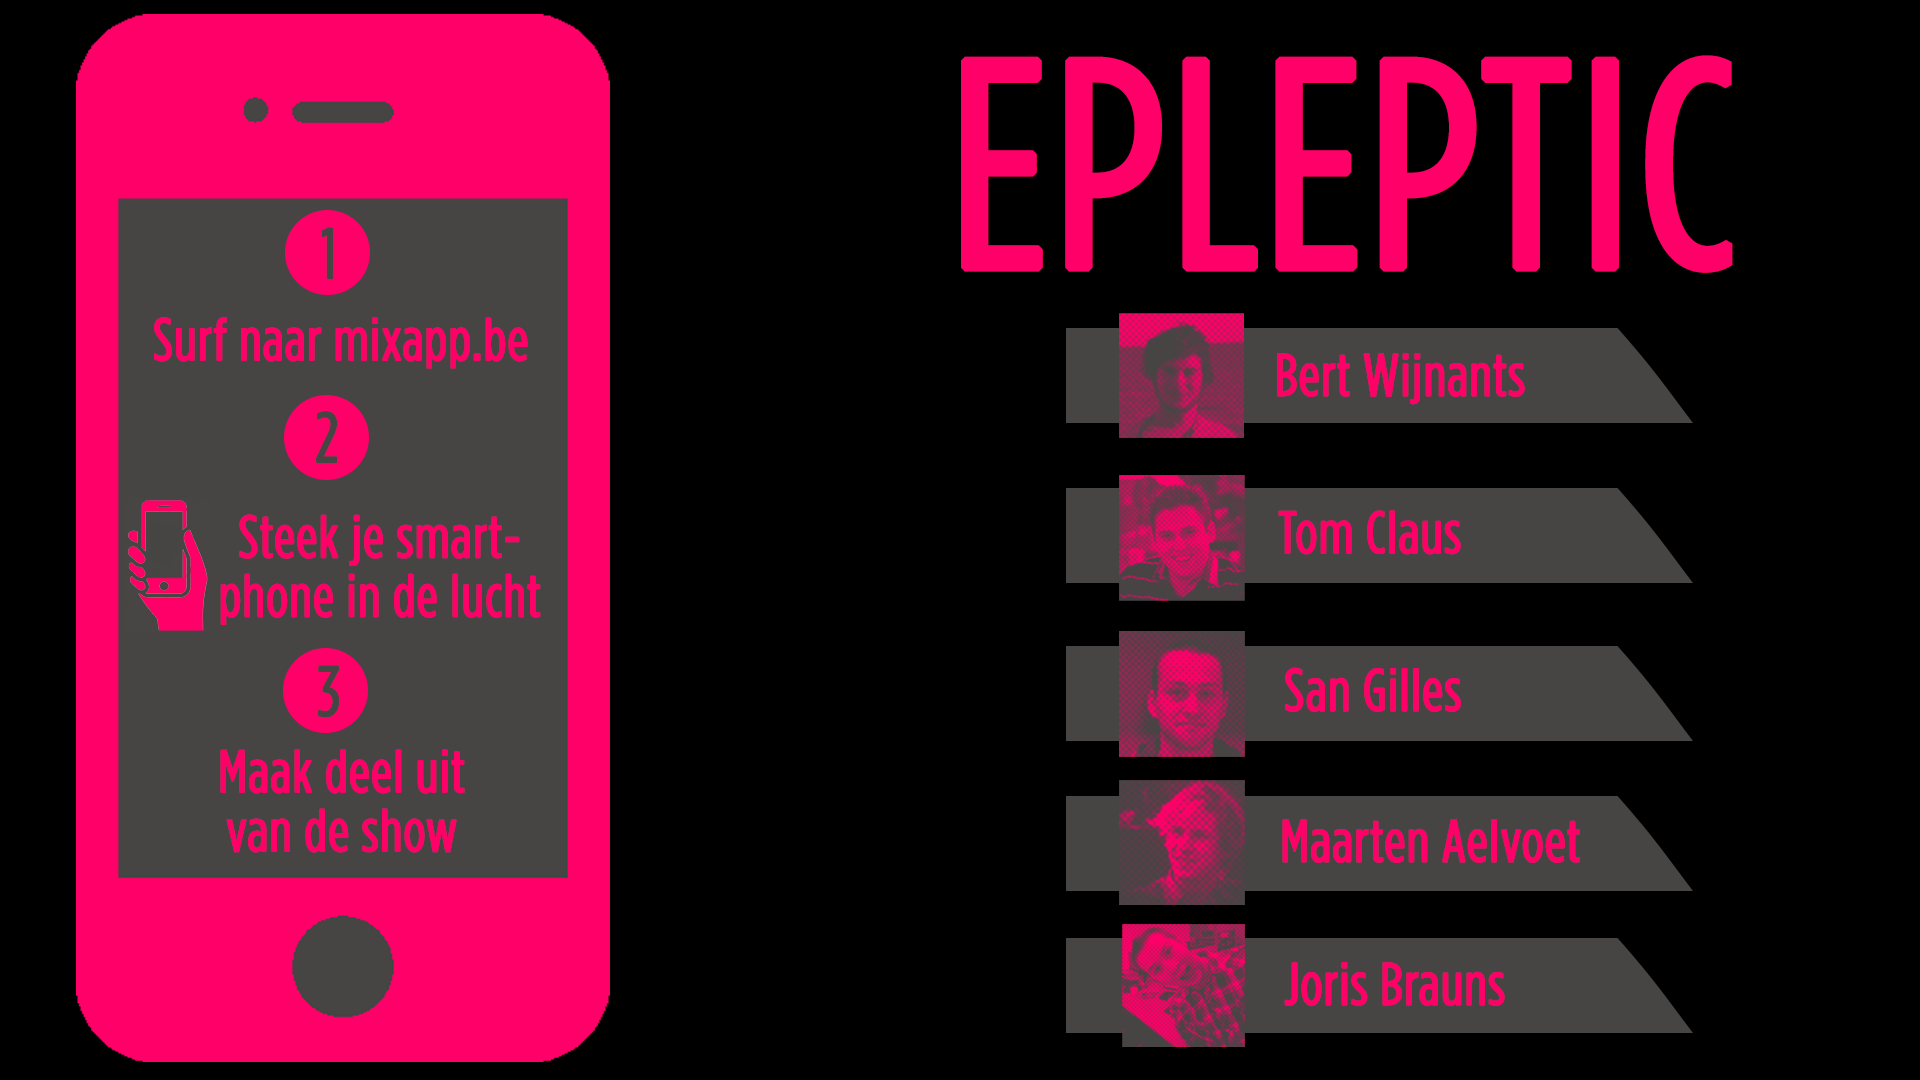 1
Surf naar mixapp.be
2
Steek je smart-
phone in de lucht
3
Maak deel uit
van de show
EPLEPTIC
Bert Wijnants
Tom Claus
San Gilles
Maarten Aelvoet
Joris Brauns